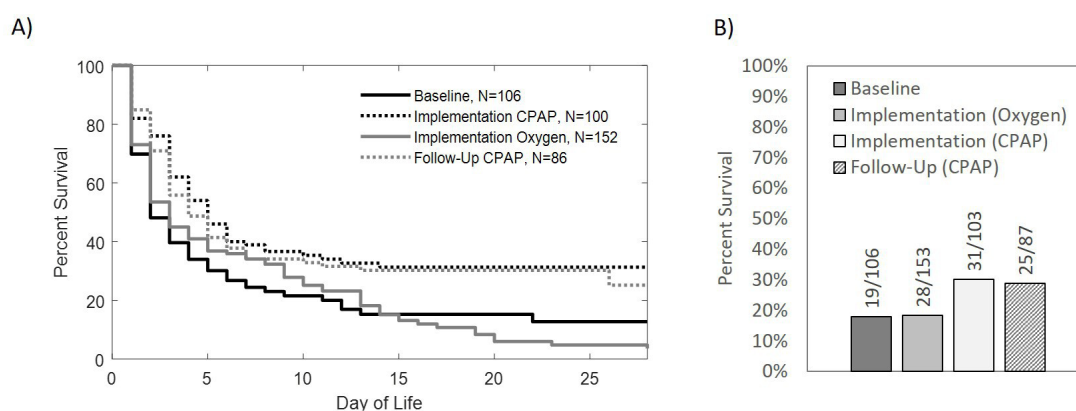 A)
100
80
60
40
20
0
Percent Survival
0 5 10 15 20 25
Day of Life
Baseline, N=106
Implementation CPAP, N=100
Implementation Oxygen, N=152
Follow-Up CPAP, N=86
B)
100%
90%
80%
70%
60%
50%
40%
30%
20%
10%
0%
Percent Survival
Baseline
Implementation (Oxygen)
Implementation (CPAP)
Follow-Up (CPAP)
19/106
28/153
31/103
25/87